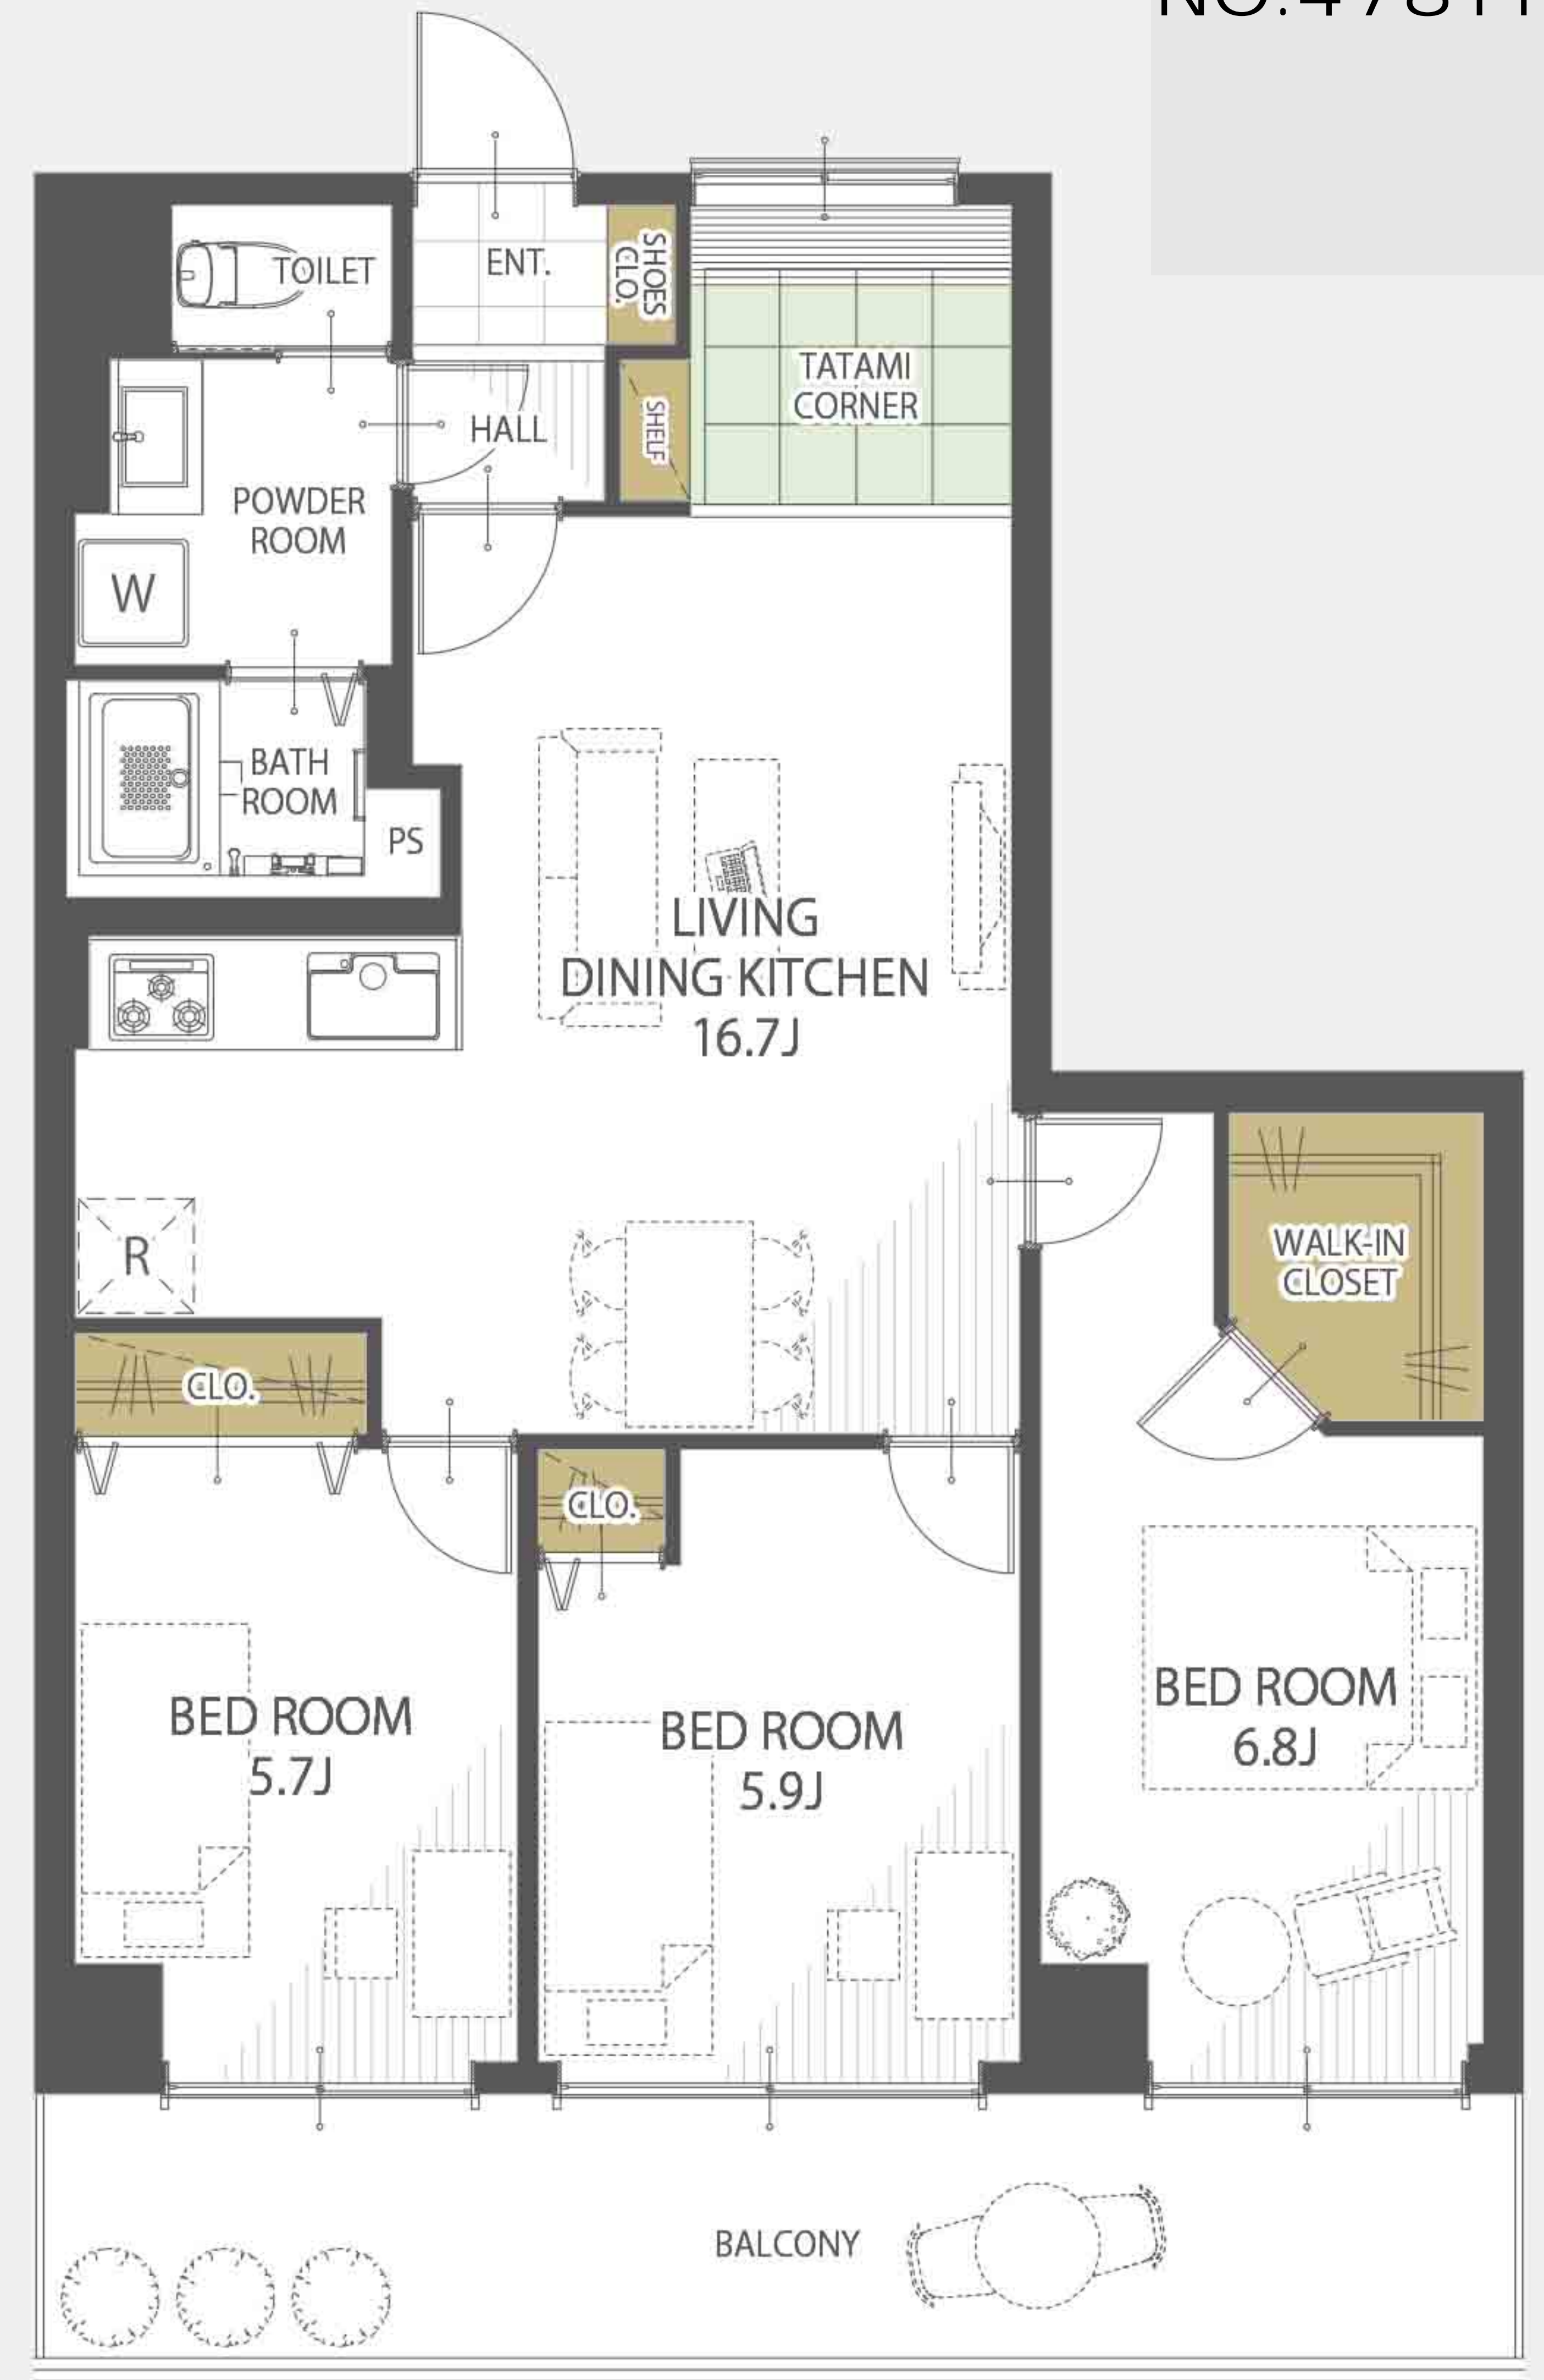 TOILET
ENT.
SHOES
CLO.
TATAMI
CORNER
SHELF
HALL
POWDER
ROOM
W
BATH
ROOM
PS
LIVING
DINING KITCHEN
16.7J
R
WALK-IN
CLOSET
CLO.
CLO.
BED ROOM
5.7J
BED ROOM
5.9J
BED ROOM
6.8J
BALCONY